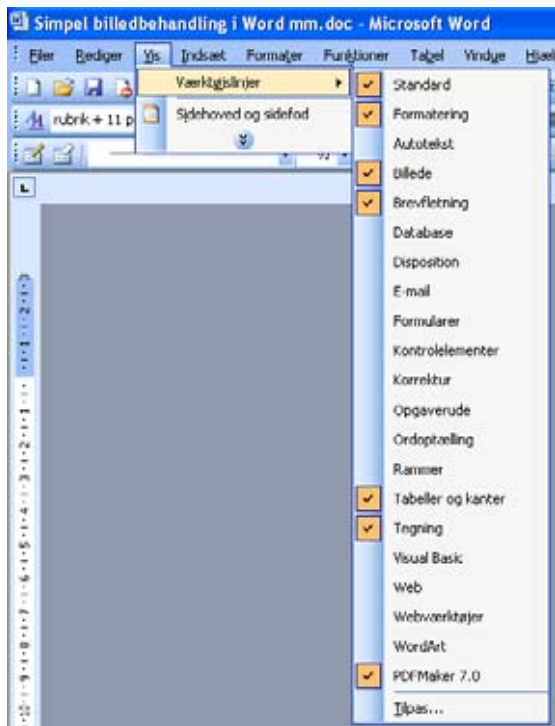 Simpel billedbehandling i Word mm.doc - Microsoft Word
Filer Rediger Vis Indsæt Formater Funktioner Tabel Vindue Hjæl
Værktøjslinjer
Sidehoved og sidefod
rubrik + 11 p
Standard
Formatering
Autotekst
Billede
Brevfletning
Database
Disposition
E-mail
Formularer
Kontrolelementer
Korrektur
Opgaverude
Ordoptælling
Rammer
Tabeller og kanter
Tegning
Visual Basic
Web
Webværktøjer
WordArt
PDFMaker 7.0
Tilpas...